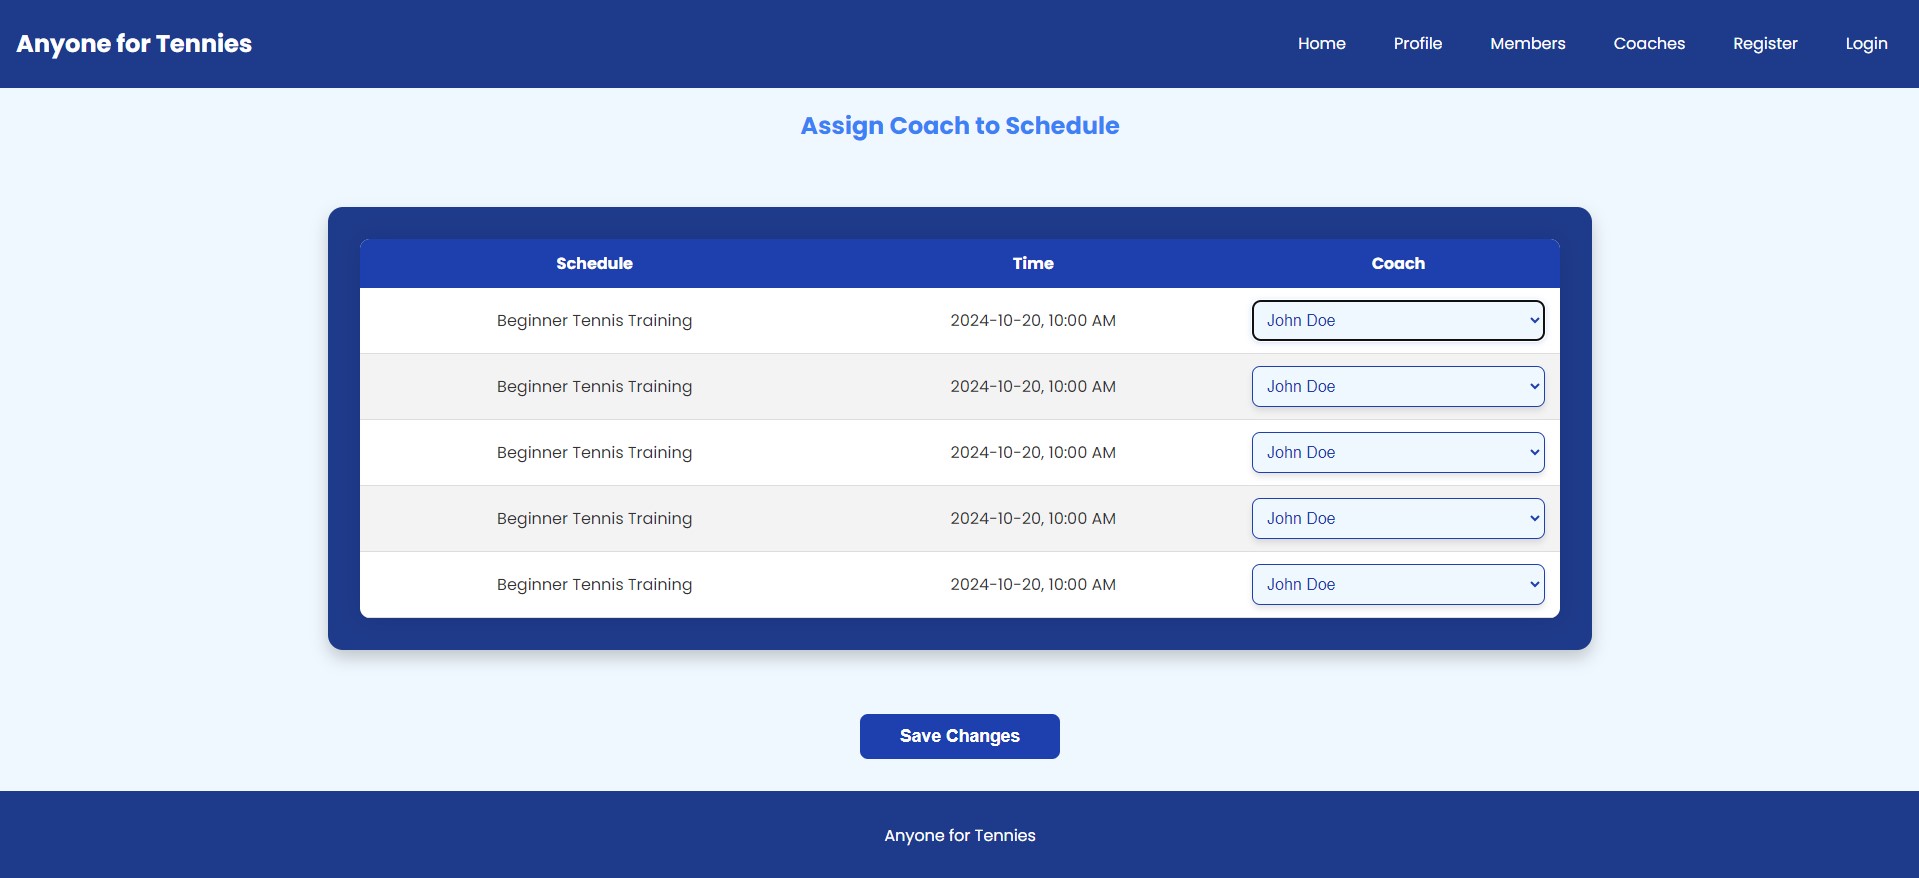 Anyone for Tennies
Home Profile Members Coaches Register Login
Assign Coach to Schedule
Schedule Time Coach
Beginner Tennis Training 2024-10-20, 10:00 AM John Doe
Beginner Tennis Training 2024-10-20, 10:00 AM John Doe
Beginner Tennis Training 2024-10-20, 10:00 AM John Doe
Beginner Tennis Training 2024-10-20, 10:00 AM John Doe
Beginner Tennis Training 2024-10-20, 10:00 AM John Doe
Save Changes
Anyone for Tennies